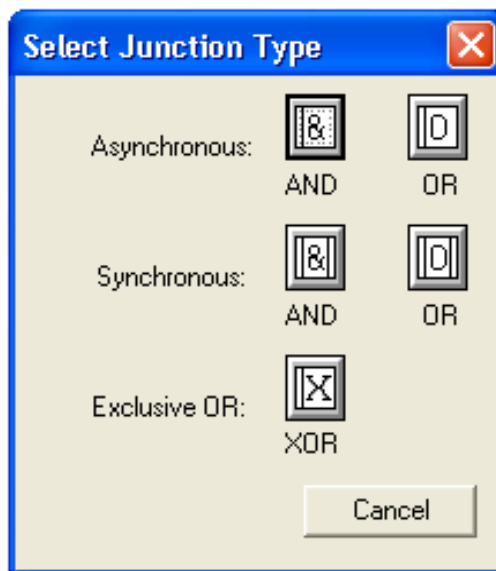 Select Junction Type
Asynchronous: & O
AND OR
Synchronous: & O
AND OR
Exclusive OR: X
XOR
Cancel